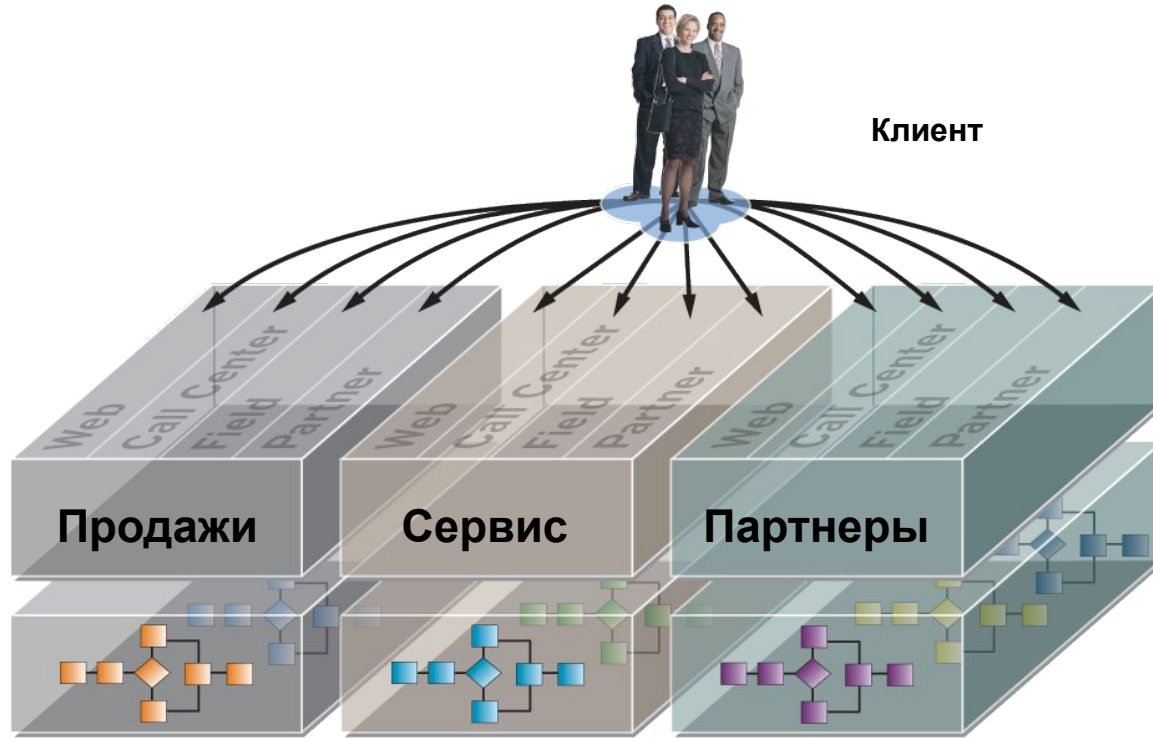 Клиент
Web
Call Center
Field
Partner
Web
Call Center
Field
Partner
Web
Call Center
Field
Partner
Продажи
Сервис
Партнеры